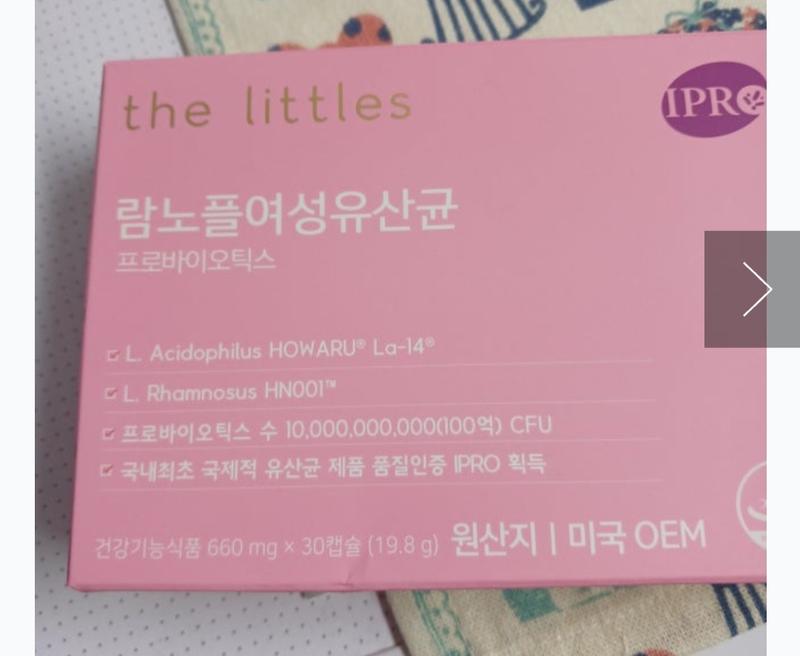 the littles
IPRO
람노플여성유산균
프로바이오틱스
L. Acidophilus HOWARU® La-14®
L. Rhamnosus HN001™
프로바이오틱스 수 10,000,000,000(100억) CFU
국내최초 국제적 유산균 제품 품질인증 IPRO 획득
건강기능식품 660 mg × 30캡슐 (19.8 g) 원산지 | 미국 OEM